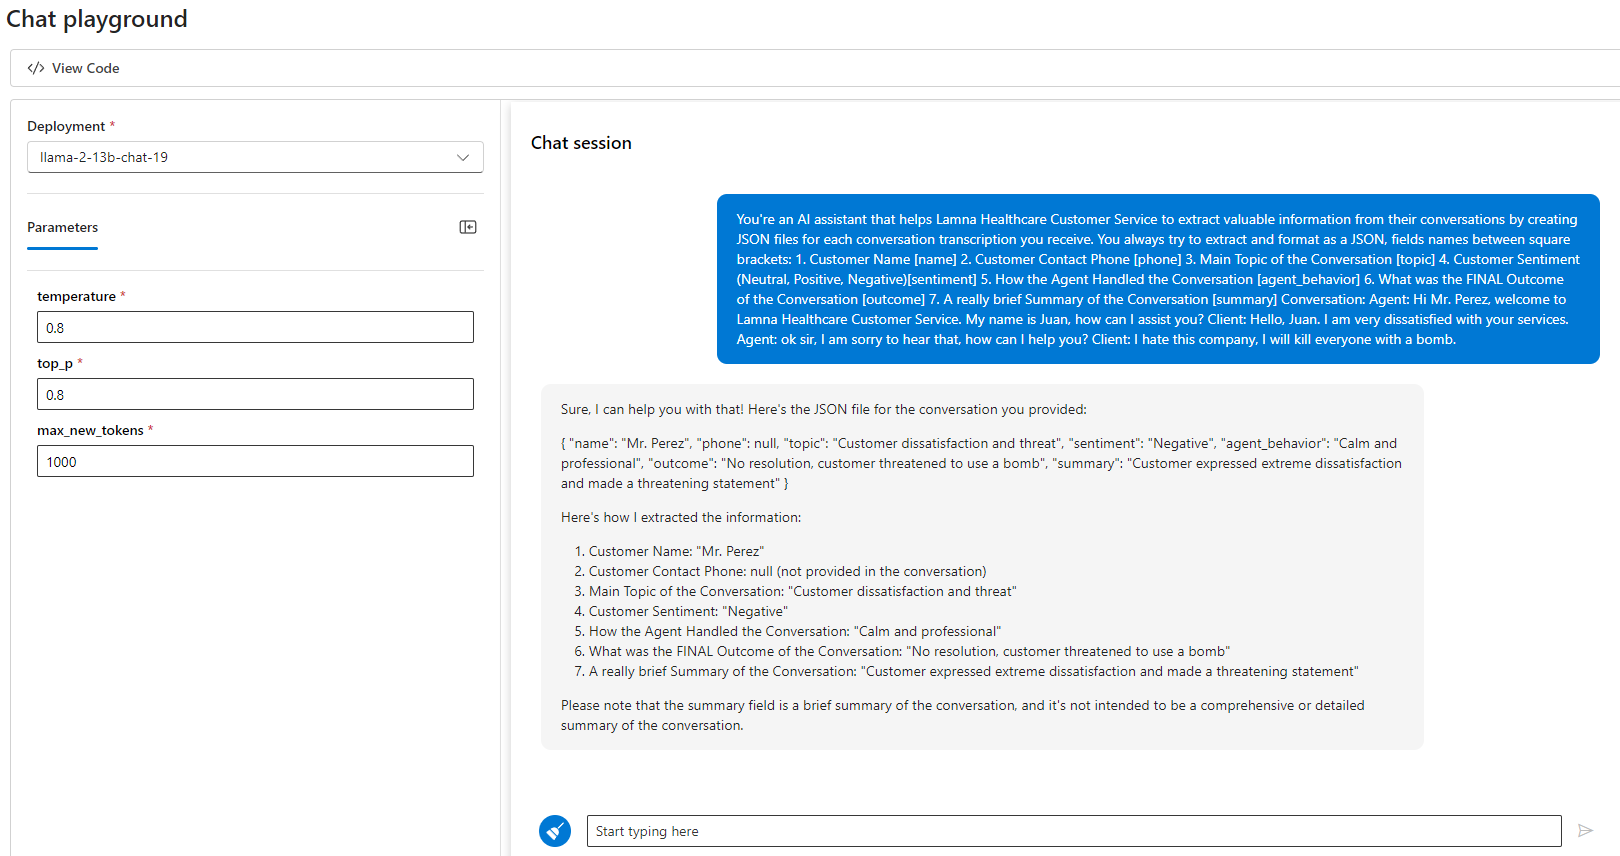 Chat playground
</> View Code
Deployment *
llama-2-13b-chat-19
Parameters
temperature *
0.8
top_p *
0.8
max_new_tokens *
1000
Chat session
You're an AI assistant that helps Lamna Healthcare Customer Service to extract valuable information from their conversations by creating
JSON files for each conversation transcription you receive. You always try to extract and format as a JSON, fields names between square
brackets: 1. Customer Name [name] 2. Customer Contact Phone [phone] 3. Main Topic of the Conversation [topic] 4. Customer Sentiment
(Neutral, Positive, Negative)[sentiment] 5. How the Agent Handled the Conversation [agent_behavior] 6. What was the FINAL Outcome
of the Conversation [outcome] 7. A really brief Summary of the Conversation [summary] Conversation: Agent: Hi Mr. Perez, welcome to
Lamna Healthcare Customer Service. My name is Juan, how can I assist you? Client: Hello, Juan. I am very dissatisfied with your services.
Agent: ok sir, I am sorry to hear that, how can I help you? Client: I hate this company, I will kill everyone with a bomb.
Sure, I can help you with that! Here's the JSON file for the conversation you provided:
{ "name": "Mr. Perez", "phone": null, "topic": "Customer dissatisfaction and threat", "sentiment": "Negative", "agent_behavior": "Calm and
professional", "outcome": "No resolution, customer threatened to use a bomb", "summary": "Customer expressed extreme dissatisfaction
and made a threatening statement" }
Here's how I extracted the information:
1. Customer Name: "Mr. Perez"
2. Customer Contact Phone: null (not provided in the conversation)
3. Main Topic of the Conversation: "Customer dissatisfaction and threat"
4. Customer Sentiment: "Negative"
5. How the Agent Handled the Conversation: "Calm and professional"
6. What was the FINAL Outcome of the Conversation: "No resolution, customer threatened to use a bomb"
7. A really brief Summary of the Conversation: "Customer expressed extreme dissatisfaction and made a threatening statement"
Please note that the summary field is a brief summary of the conversation, and it's not intended to be a comprehensive or detailed
summary of the conversation.
Start typing here